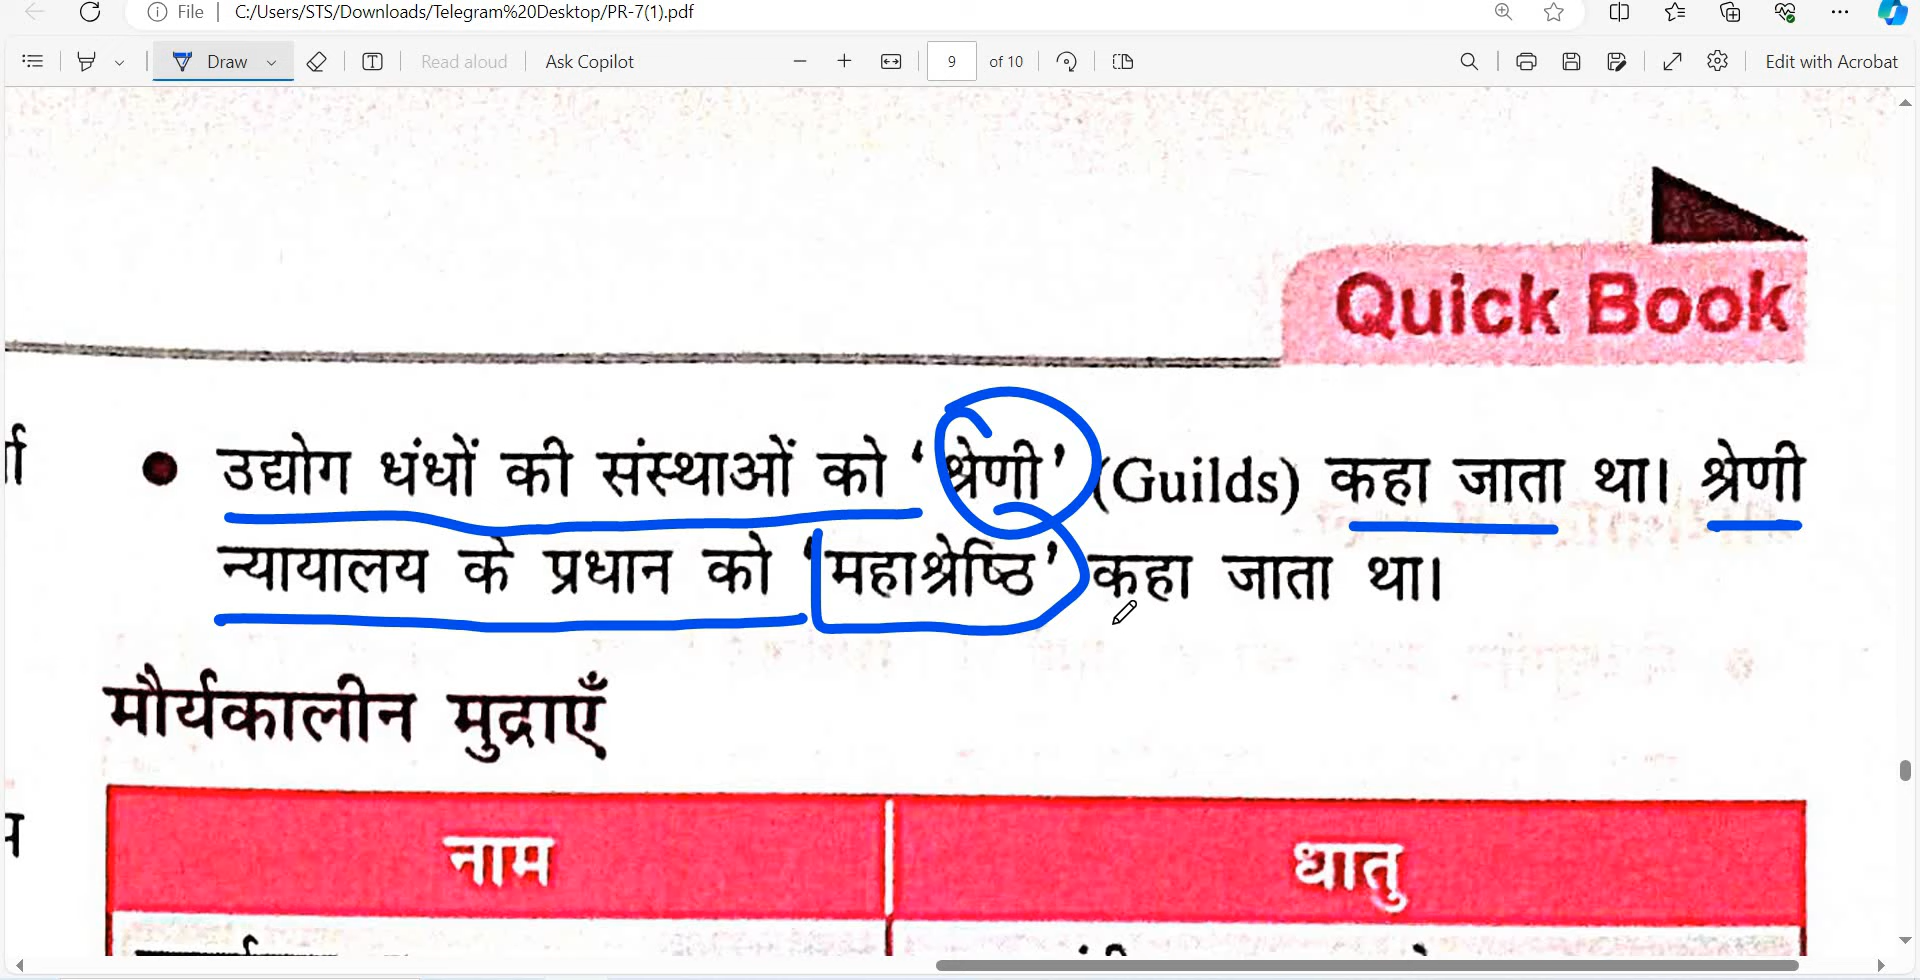 File
C:/Users/STS/Downloads/Telegram%20Desktop/PR-7(1).pdf
Draw
Read aloud
Ask Copilot
9
of 10
Edit with Acrobat
Quick Book
उद्योग धंधों की संस्थाओं को ‘श्रेणी’ (Guilds) कहा जाता था। श्रेणी
न्यायालय के प्रधान को ‘महाश्रेष्ठि’ कहा जाता था।
मौर्यकालीन मुद्राएँ
नाम
धातु